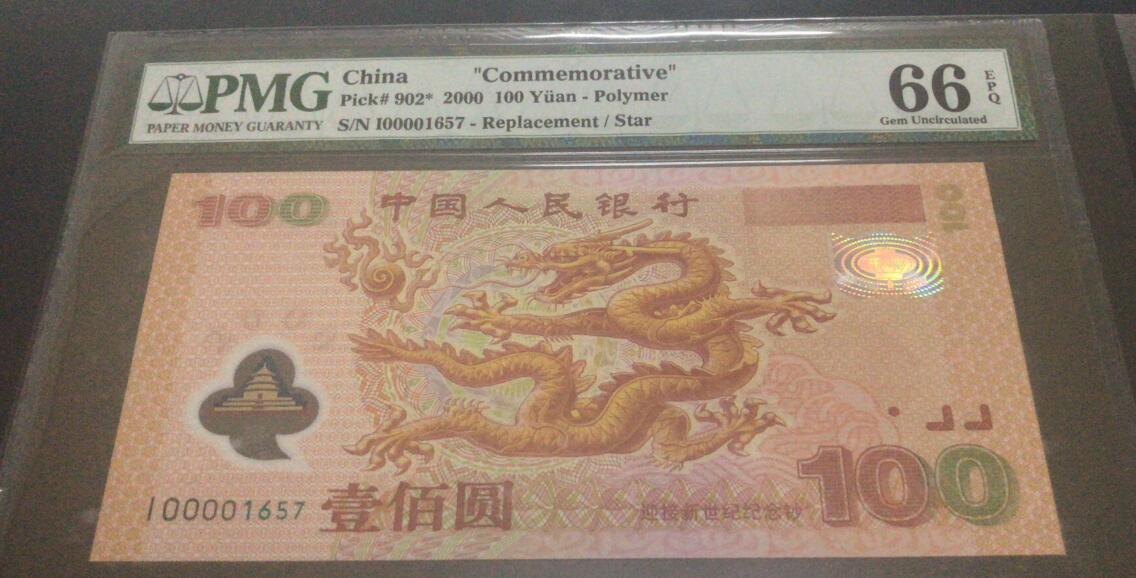 PMG
PAPER MONEY GUARANTY
China "Commemorative"
Pick# 902* 2000 100 Yüan - Polymer
S/N I00001657 - Replacement / Star
66
EPQ
Gem Uncirculated
100
中国人民银行
100
I00001657
壹佰圆
迎接新世纪纪念钞
100